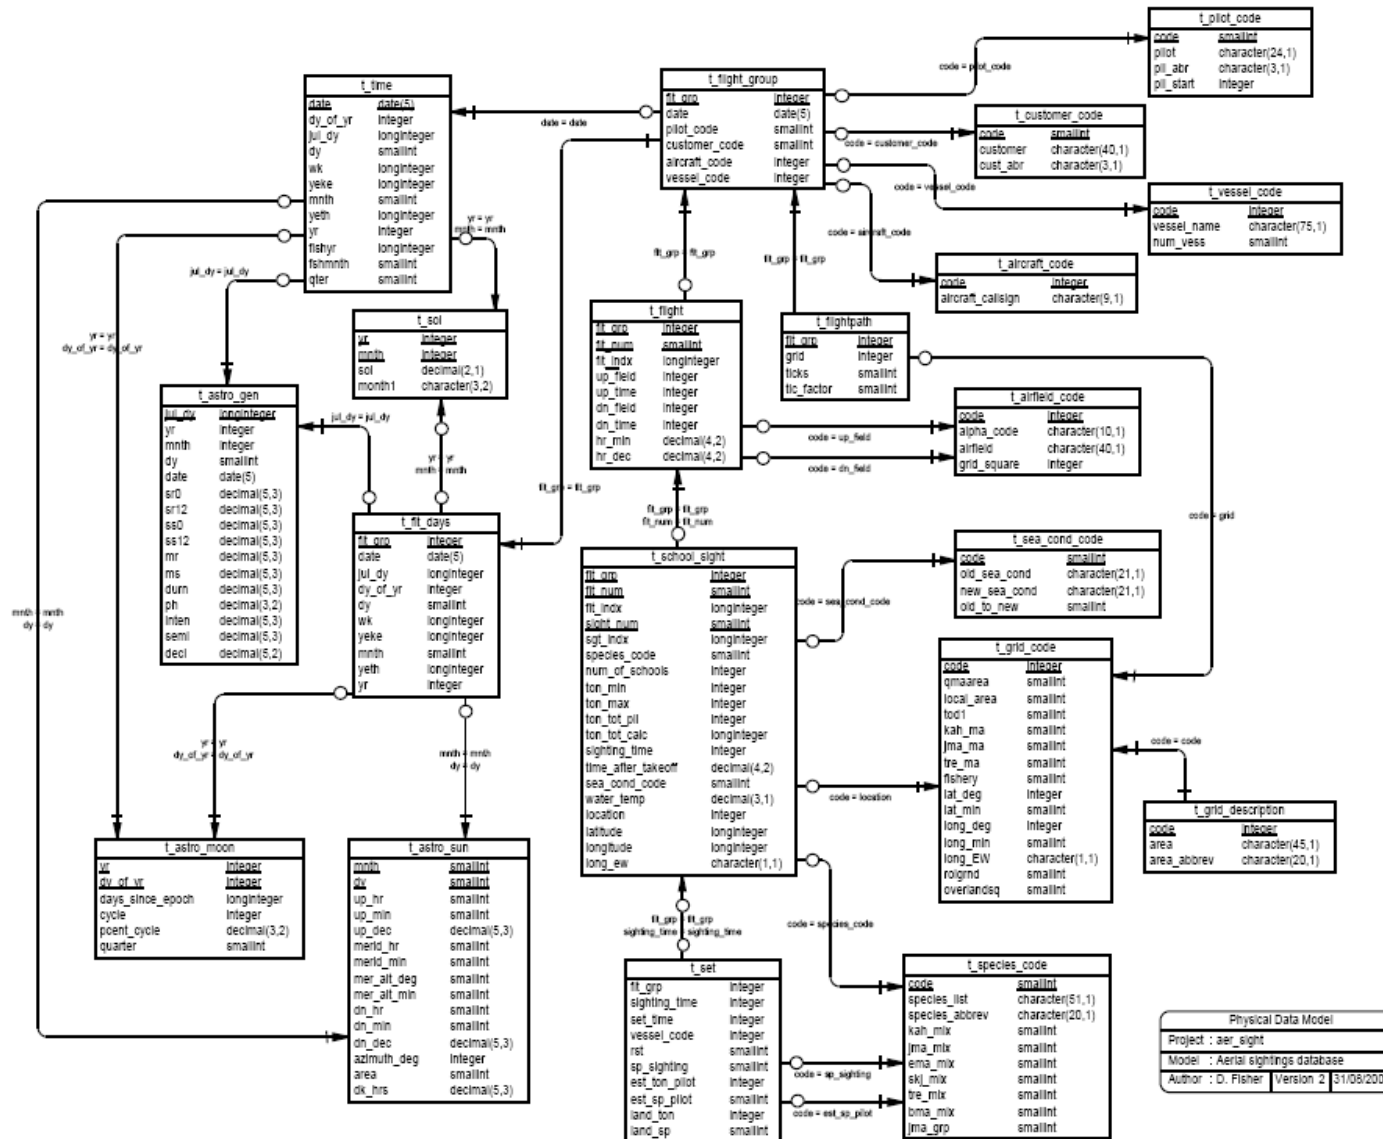 t_pilot_code
code smallint
pilot character(24,1)
pil_abr character(3,1)
pil_start integer
t_flight_group
flt_grp integer
date date(5)
pilot_code smallint
customer_code smallint
aircraft_code integer
vessel_code integer
t_time
date date(5)
dy_of_yr integer
jul_dy longinteger
dy smallint
wk longinteger
yeke longinteger
mnth smallint
yeth longinteger
yr integer
fishyr longinteger
fshmnth smallint
qter smallint
code = pilot_code
date = date
t_customer_code
code smallint
customer character(40,1)
cust_abr character(3,1)
code = customer_code
code = vessel_code
t_vessel_code
code integer
vessel_name character(75,1)
num_vess smallint
code = aircraft_code
t_aircraft_code
code integer
aircraft_callsign character(9,1)
yr = yr
mnth = mnth
jul_dy = jul_dy
flt_grp = flt_grp
flt_grp = flt_grp
t_flight
flt_grp integer
flt_num smallint
flt_indx longinteger
up_field integer
up_time integer
dn_field integer
dn_time integer
hr_min decimal(4,2)
hr_dec decimal(4,2)
t_flightpath
flt_grp integer
grid integer
ticks smallint
tic_factor smallint
t_soi
yr integer
mnth integer
soi decimal(2,1)
month1 character(3,2)
yr = yr
dy_of_yr = dy_of_yr
t_astro_gen
jul_dy longinteger
yr integer
mnth integer
dy smallint
date date(5)
sr0 decimal(5,3)
sr12 decimal(5,3)
ss0 decimal(5,3)
ss12 decimal(5,3)
mr decimal(5,3)
ms decimal(5,3)
durn decimal(5,3)
ph decimal(3,2)
inten decimal(5,3)
semi decimal(5,3)
decl decimal(5,2)
jul_dy = jul_dy
yr = yr
mnth = mnth
flt_grp = flt_grp
t_airfield_code
code integer
alpha_code character(10,1)
airfield character(40,1)
grid_square integer
code = up_field
code = dn_field
code = grid
t_flt_days
flt_grp integer
date date(5)
jul_dy longinteger
dy_of_yr integer
dy smallint
wk longinteger
yeke longinteger
mnth smallint
yeth longinteger
yr integer
flt_grp = flt_grp
flt_num = flt_num
t_school_sight
flt_grp integer
flt_num smallint
flt_indx longinteger
sight_num smallint
sgt_indx longinteger
species_code smallint
num_of_schools integer
ton_min integer
ton_max integer
ton_tot_pil integer
ton_tot_calc longinteger
sighting_time integer
time_after_takeoff decimal(4,2)
sea_cond_code smallint
water_temp decimal(3,1)
location integer
latitude longinteger
longitude longinteger
long_ew character(1,1)
code = sea_cond_code
t_sea_cond_code
code smallint
old_sea_cond character(21,1)
new_sea_cond character(21,1)
old_to_new smallint
mnth = mnth
dy = dy
t_grid_code
code integer
qmaarea smallint
local_area smallint
tod1 smallint
kah_ma smallint
jma_ma smallint
tre_ma smallint
fishery smallint
lat_deg integer
lat_min smallint
long_deg integer
long_min smallint
long_EW character(1,1)
rolgrnd smallint
overlandsq smallint
code = location
code = code
t_grid_description
code integer
area character(45,1)
area_abbrev character(20,1)
yr = yr
dy_of_yr = dy_of_yr
mnth = mnth
dy = dy
t_astro_moon
yr integer
dy_of_yr integer
days_since_epoch longinteger
cycle integer
pcent_cycle decimal(3,2)
quarter smallint
t_astro_sun
mnth smallint
dy smallint
up_hr smallint
up_min smallint
up_dec decimal(5,3)
merid_hr smallint
merid_min smallint
mer_alt_deg smallint
mer_alt_min smallint
dn_hr smallint
dn_min smallint
dn_dec decimal(5,3)
azimuth_deg integer
area smallint
dk_hrs decimal(5,3)
flt_grp = flt_grp
sighting_time = sighting_time
code = species_code
t_set
flt_grp integer
sighting_time integer
set_time integer
vessel_code integer
rst smallint
sp_sighting smallint
est_ton_pilot integer
est_sp_pilot smallint
land_ton integer
land_sp smallint
code = sp_sighting
code = est_sp_pilot
t_species_code
code smallint
species_list character(51,1)
species_abbrev character(20,1)
kah_mix smallint
jma_mix smallint
ema_mix smallint
skj_mix smallint
tre_mix smallint
bma_mix smallint
jma_grp smallint
Physical Data Model
Project : aer_sight
Model : Aerial sightings database
Author : D. Fisher Version 2 31/08/200